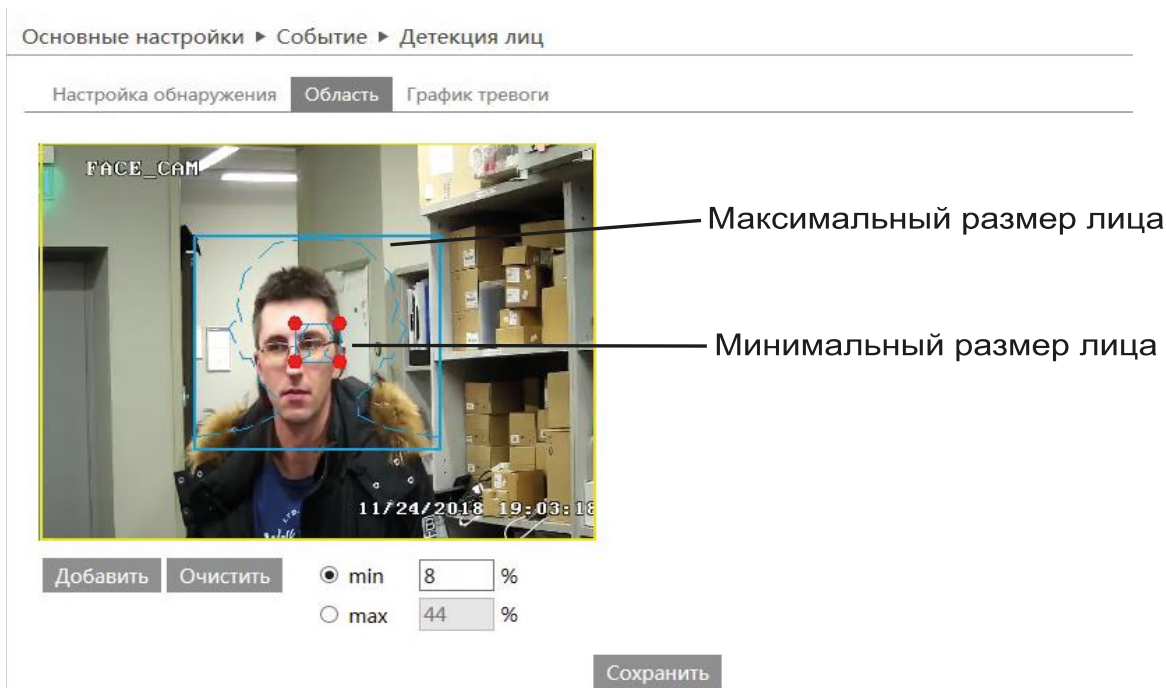 Основные настройки ▶ Событие ▶ Детекция лиц
Настройка обнаружения Область График тревоги
FACE_CAM
Максимальный размер лица
Минимальный размер лица
11/24/2018 19:03:18
Добавить Очистить min 8 %
max 44 %
Сохранить